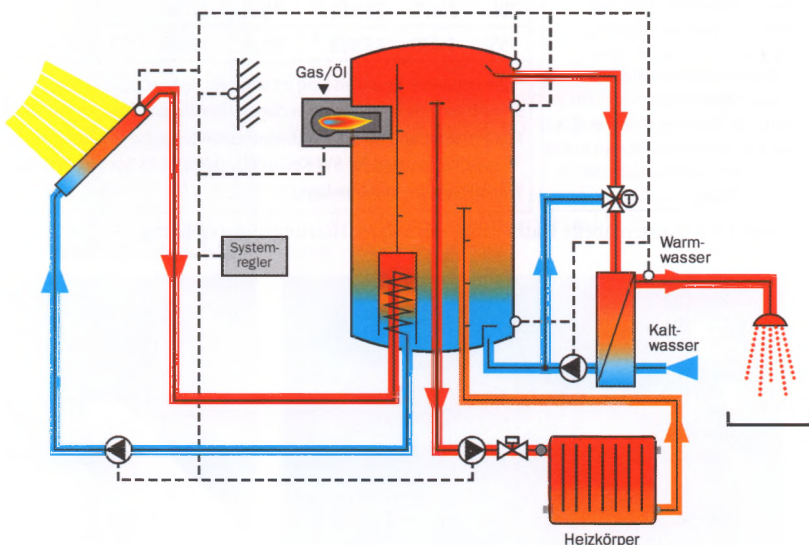 Gas/Öl
System-
regler
T
Warm-
wasser
Kalt-
wasser
Heizkörper